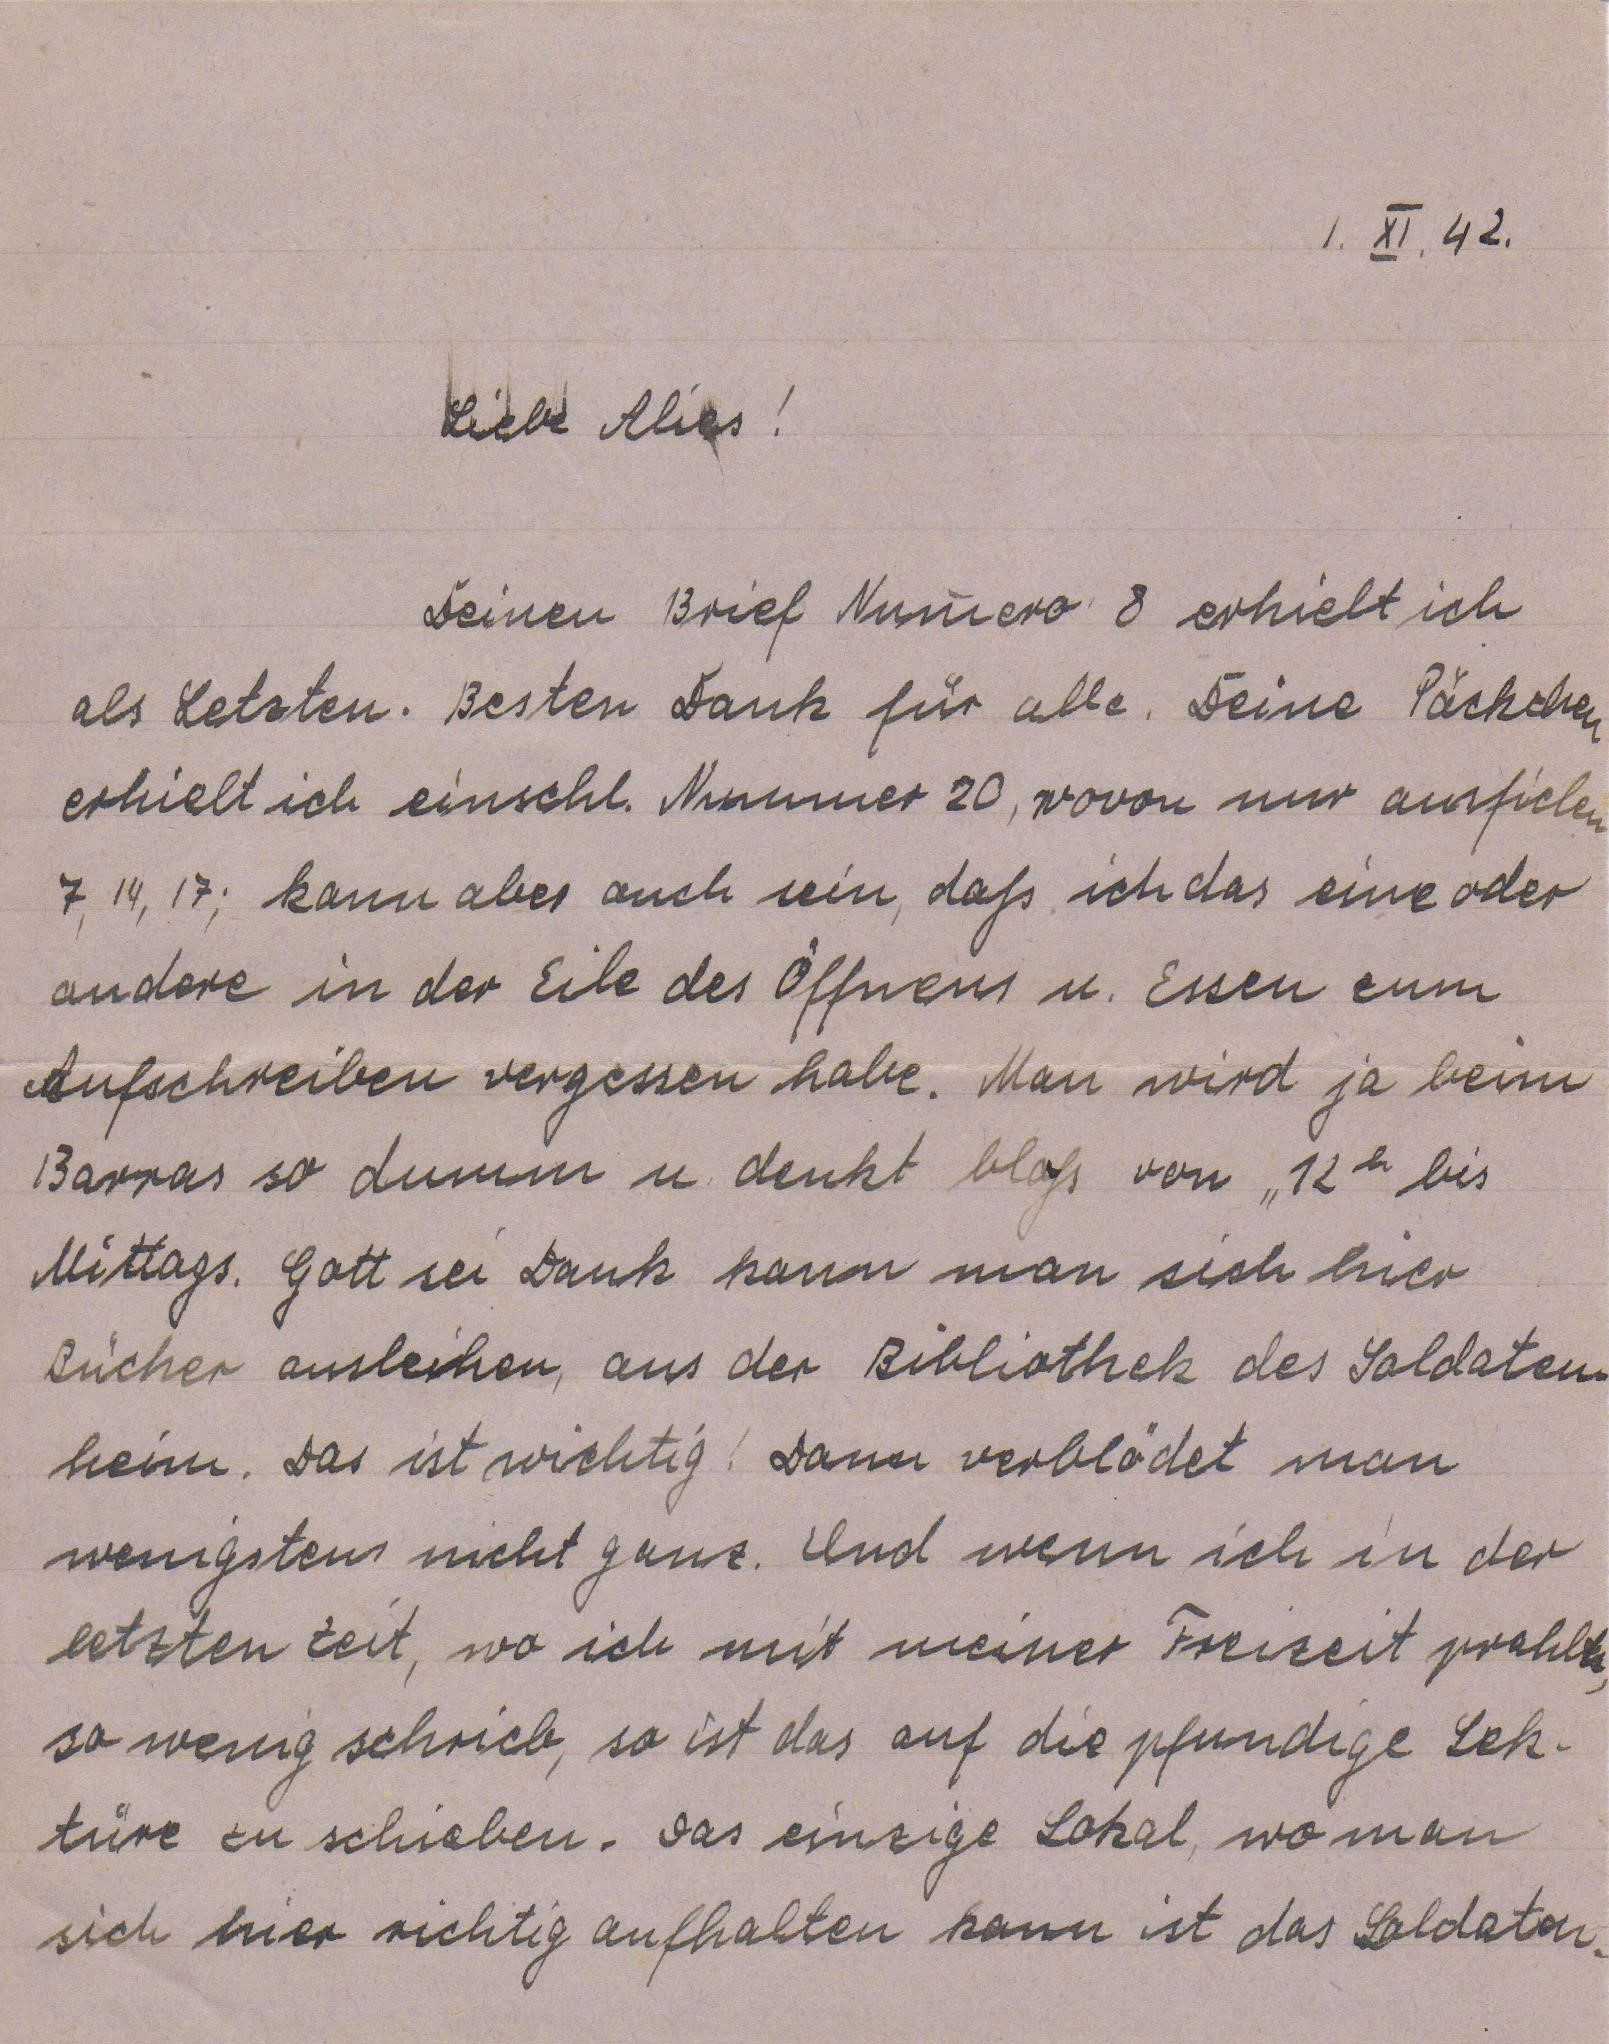 1. XI. 42.
Liebe Alies!
Deinen Brief Num̄ero 8 erhielt ich
als Letzten. Besten Dank für alle. Deine Päckchen
erhielt ich einschl. Nummer 20, wovon nur ausfielen
7, 14, 17; kann aber auch sein, daſs ich das eine oder
andere in der Eile des Öffnens u. Essen zum
Aufschreiben vergessen habe. Man wird ja beim
Barras so dumm u. denkt bloſs von „12 h bis
Mittags. Gott sei Dank kann man sich hier
Bücher ausleihen, aus der Bibliothek des Soldaten-
heim. Das ist wichtig! Dann verblödet man
wenigstens nicht ganz. Und wenn ich in der
letzten Zeit, wo ich mit meiner Freizeit prahlte,
so wenig schrieb, so ist das auf die pfundige Lek-
türe zu schieben. Das einzige Lokal, wo man
sich hier richtig aufhalten kann ist das Soldaten-